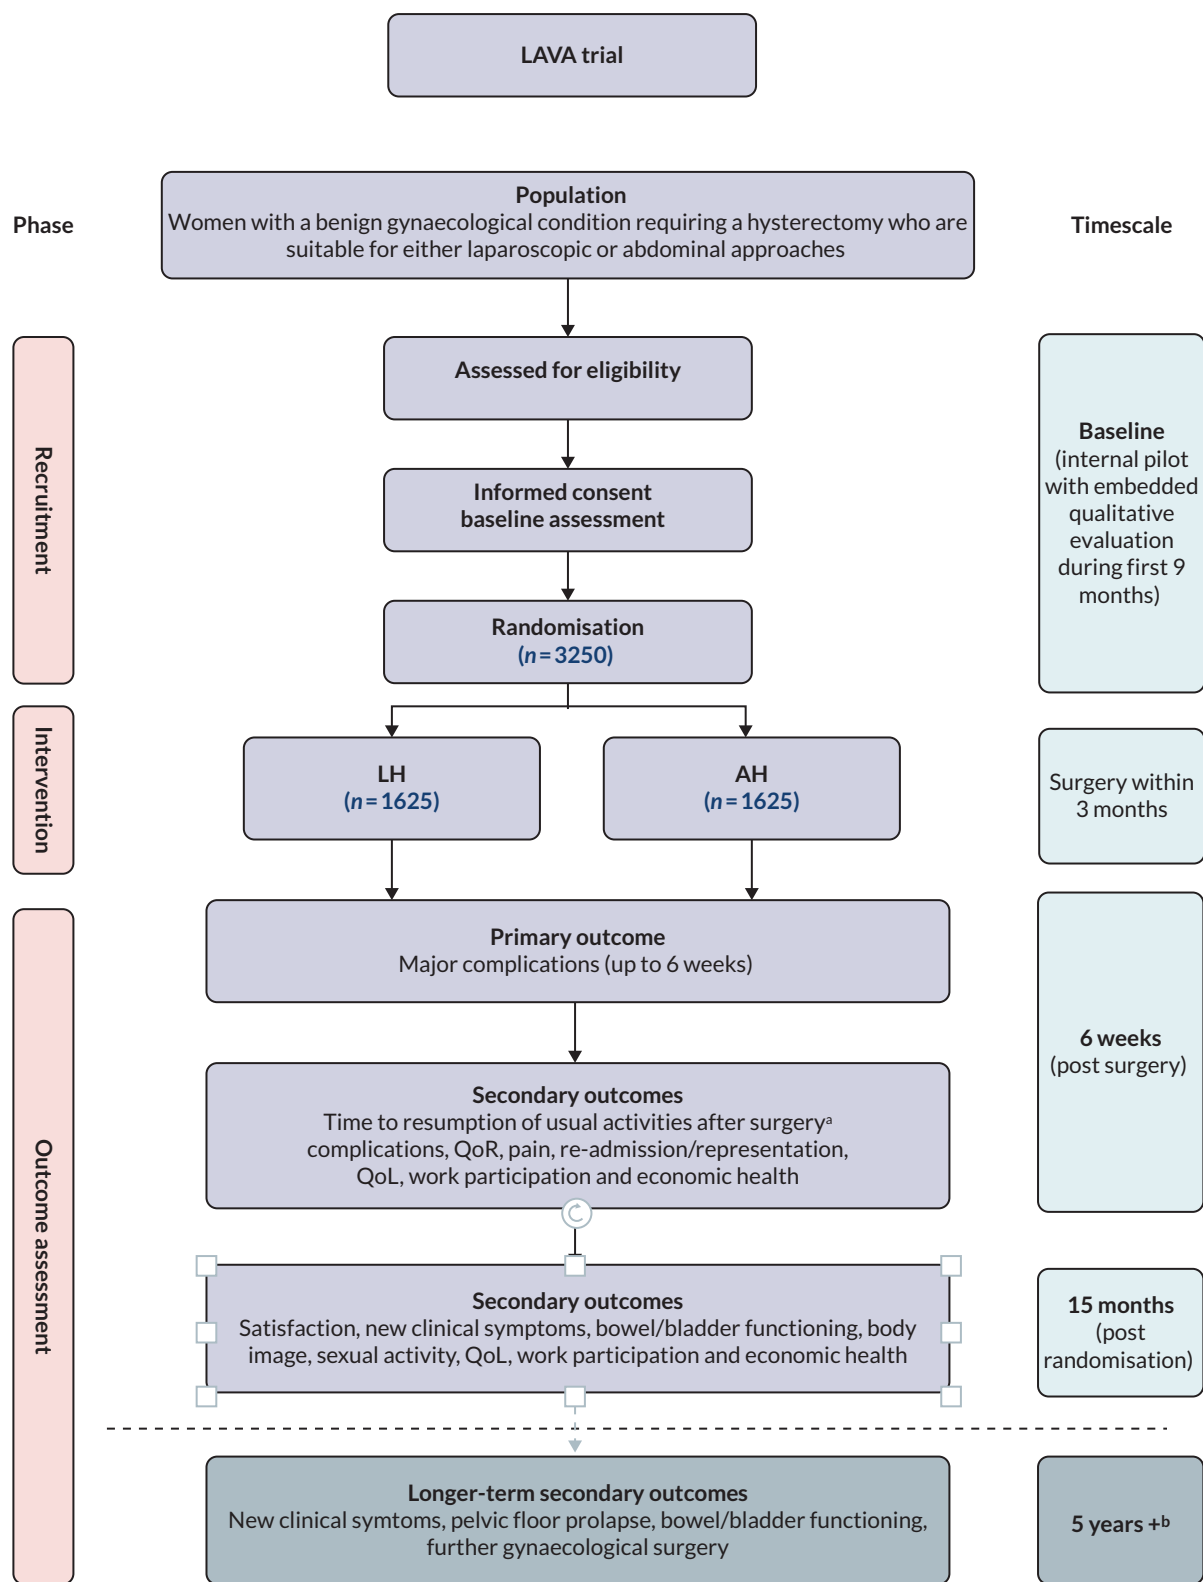 LAVA trial
Phase
Population
Women with a benign gynaecological condition requiring a hysterectomy who are
suitable for either laparoscopic or abdominal approaches
Timescale
Recruitment
Assessed for eligibility
Informed consent
baseline assessment
Randomisation
(n = 3250)
Baseline
(internal pilot
with embedded
qualitative
evaluation
during first 9
months)
Intervention
LH
(n = 1625)
AH
(n = 1625)
Surgery within
3 months
Outcome assessment
Primary outcome
Major complications (up to 6 weeks)
Secondary outcomes
Time to resumption of usual activities after surgeryᵃ
complications, QoR, pain, re-admission/representation,
QoL, work participation and economic health
6 weeks
(post surgery)
Secondary outcomes
Satisfaction, new clinical symptoms, bowel/bladder functioning, body
image, sexual activity, QoL, work participation and economic health
15 months
(post
randomisation)
Longer-term secondary outcomes
New clinical symtoms, pelvic floor prolapse, bowel/bladder functioning,
further gynaecological surgery
5 years +ᵇ